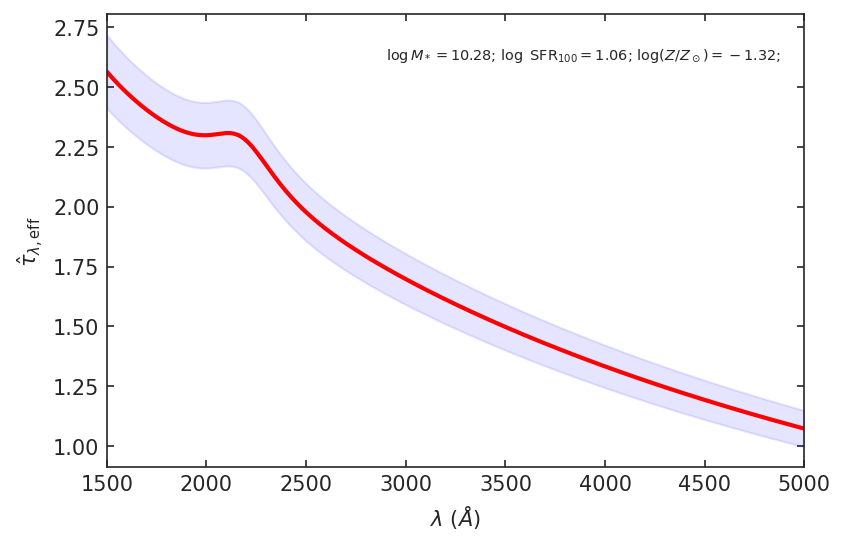 2.75
2.50
2.25
2.00
1.75
1.50
1.25
1.00
τ̂λ,eff
log M* = 10.28; log SFR₁₀₀ = 1.06; log(Z/Z⊙) = −1.32;
1500 2000 2500 3000 3500 4000 4500 5000
λ (Å)